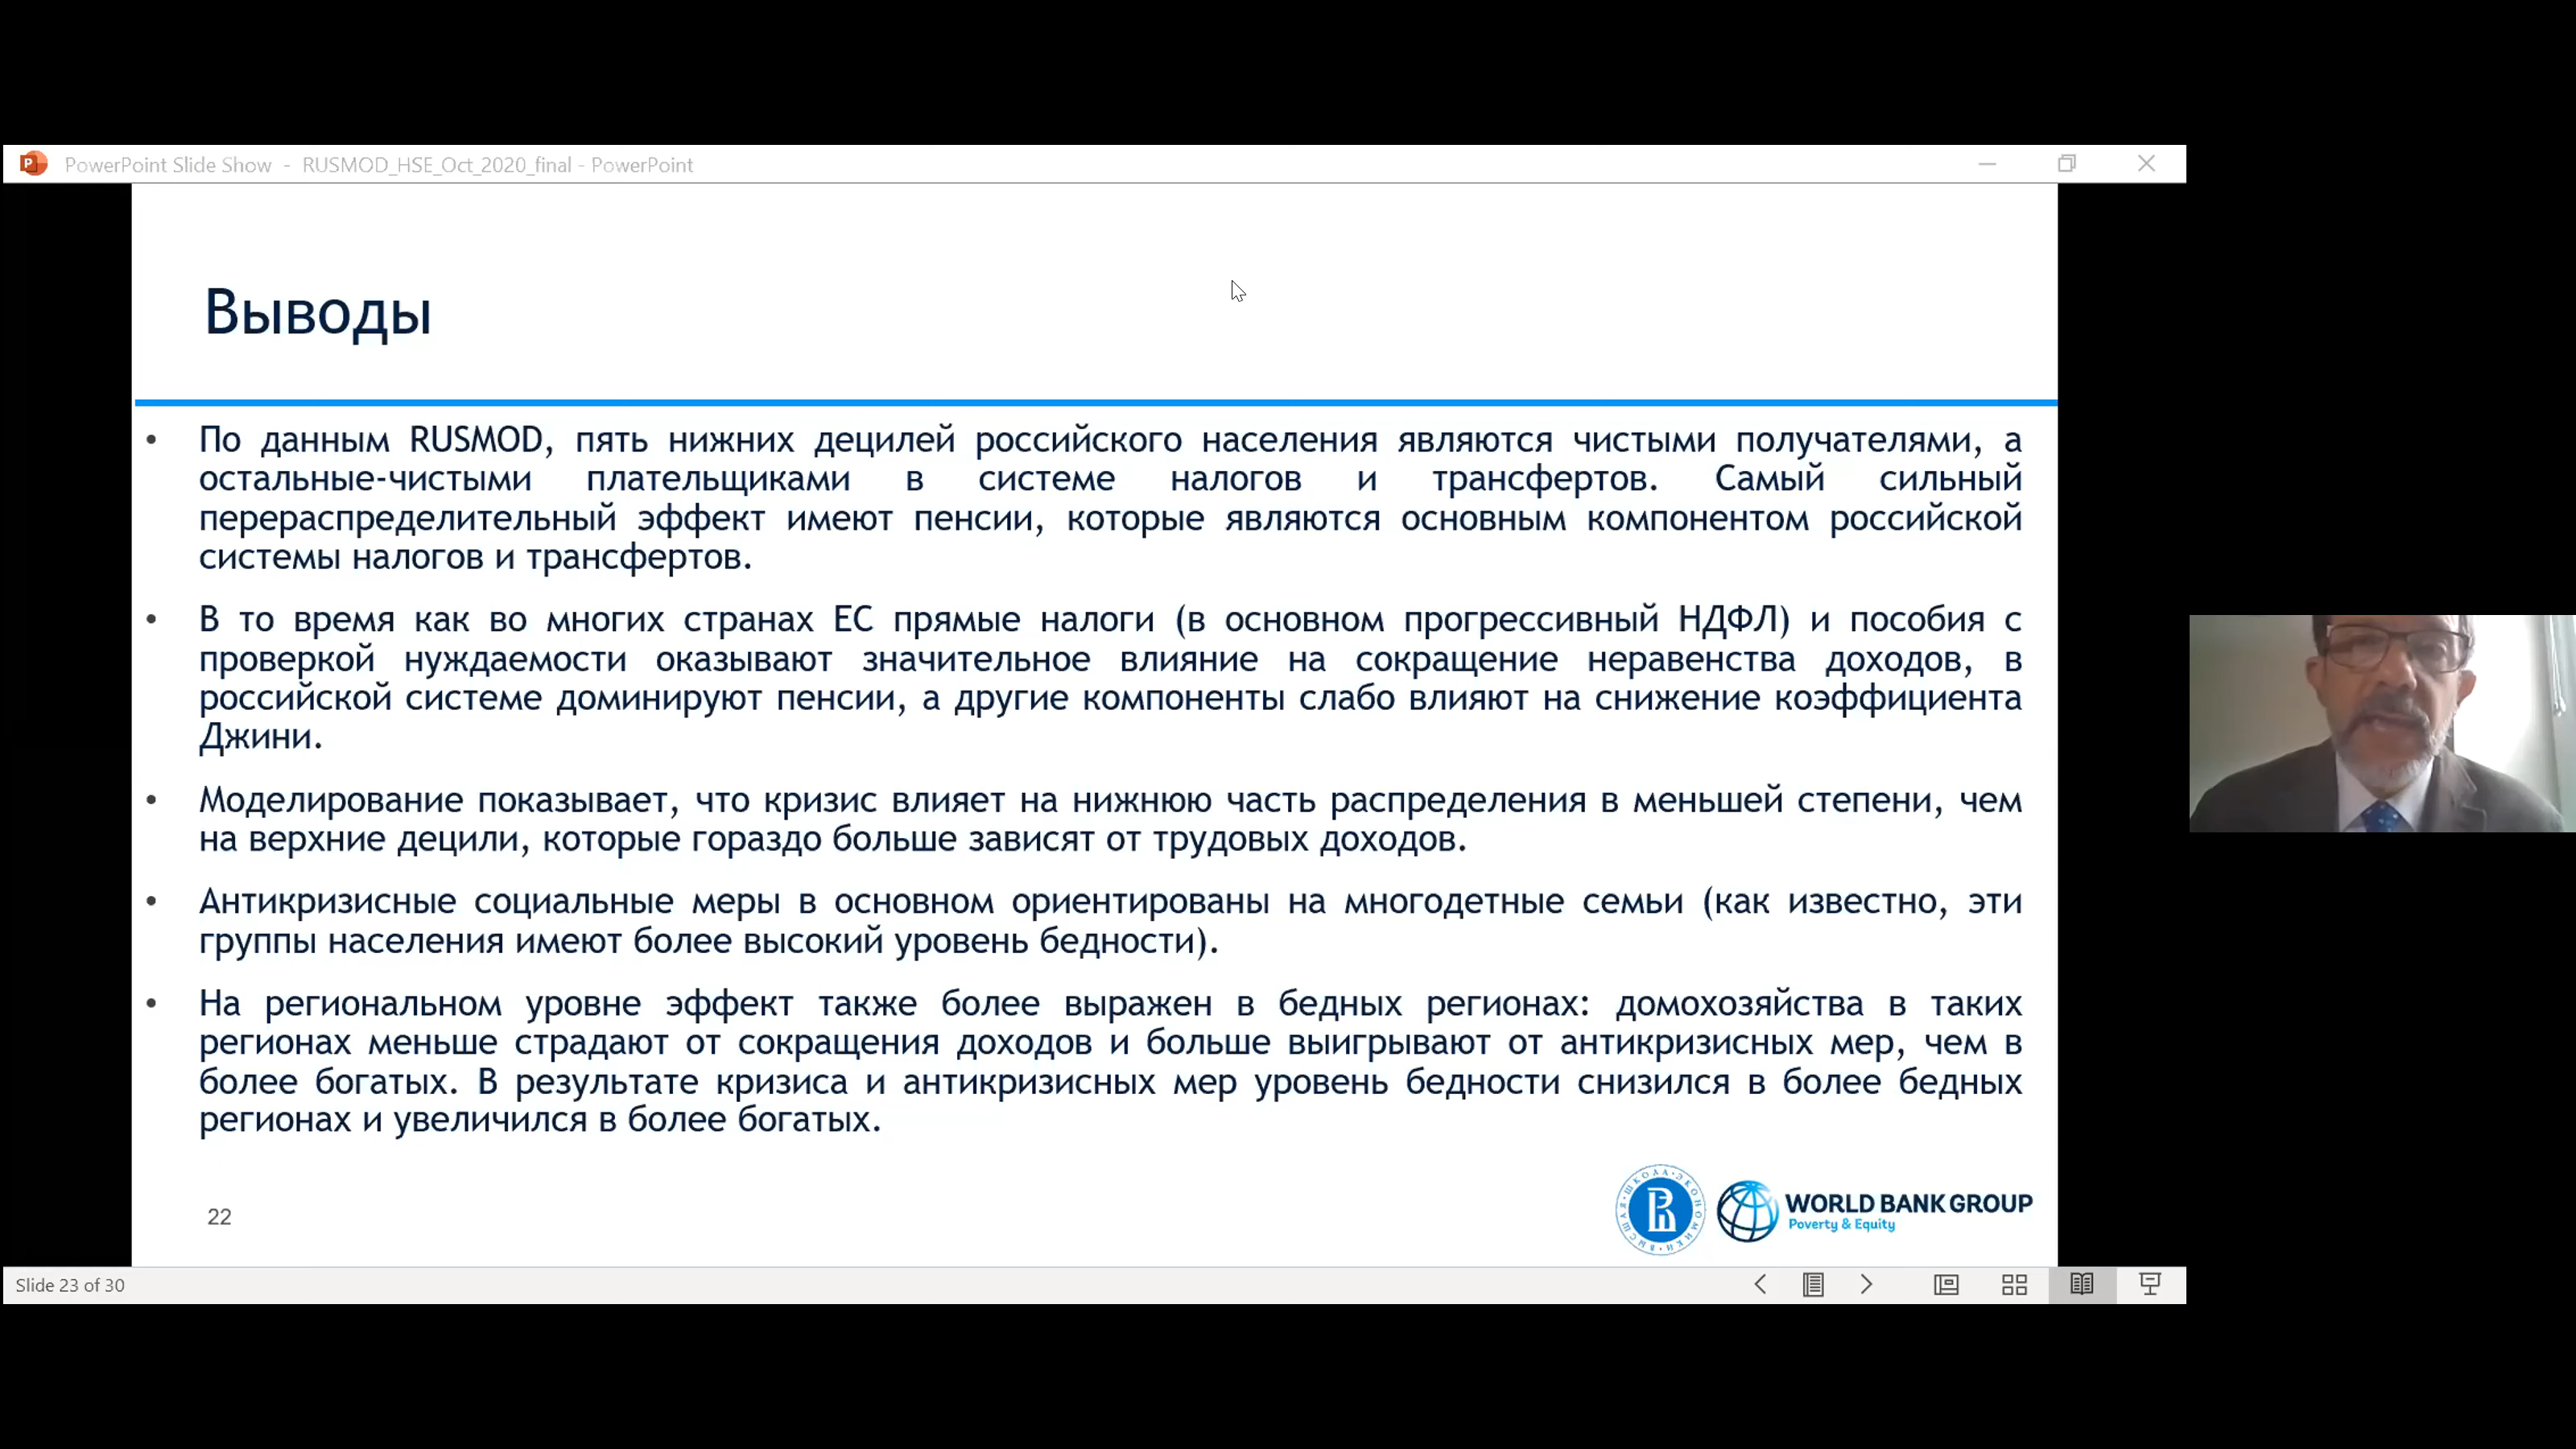 PowerPoint Slide Show - RUSMOD_HSE_Oct_2020_final - PowerPoint
Выводы
• По данным RUSMOD, пять нижних децилей российского населения являются чистыми получателями, а
остальные-чистыми плательщиками в системе налогов и трансфертов. Самый сильный
перераспределительный эффект имеют пенсии, которые являются основным компонентом российской
системы налогов и трансфертов.
• В то время как во многих странах ЕС прямые налоги (в основном прогрессивный НДФЛ) и пособия с
проверкой нуждаемости оказывают значительное влияние на сокращение неравенства доходов, в
российской системе доминируют пенсии, а другие компоненты слабо влияют на снижение коэффициента
Джини.
• Моделирование показывает, что кризис влияет на нижнюю часть распределения в меньшей степени, чем
на верхние децили, которые гораздо больше зависят от трудовых доходов.
• Антикризисные социальные меры в основном ориентированы на многодетные семьи (как известно, эти
группы населения имеют более высокий уровень бедности).
• На региональном уровне эффект также более выражен в бедных регионах: домохозяйства в таких
регионах меньше страдают от сокращения доходов и больше выигрывают от антикризисных мер, чем в
более богатых. В результате кризиса и антикризисных мер уровень бедности снизился в более бедных
регионах и увеличился в более богатых.
22
ВЫСШАЯ ШКОЛА ЭКОНОМИКИ
WORLD BANK GROUP
Poverty & Equity
Slide 23 of 30